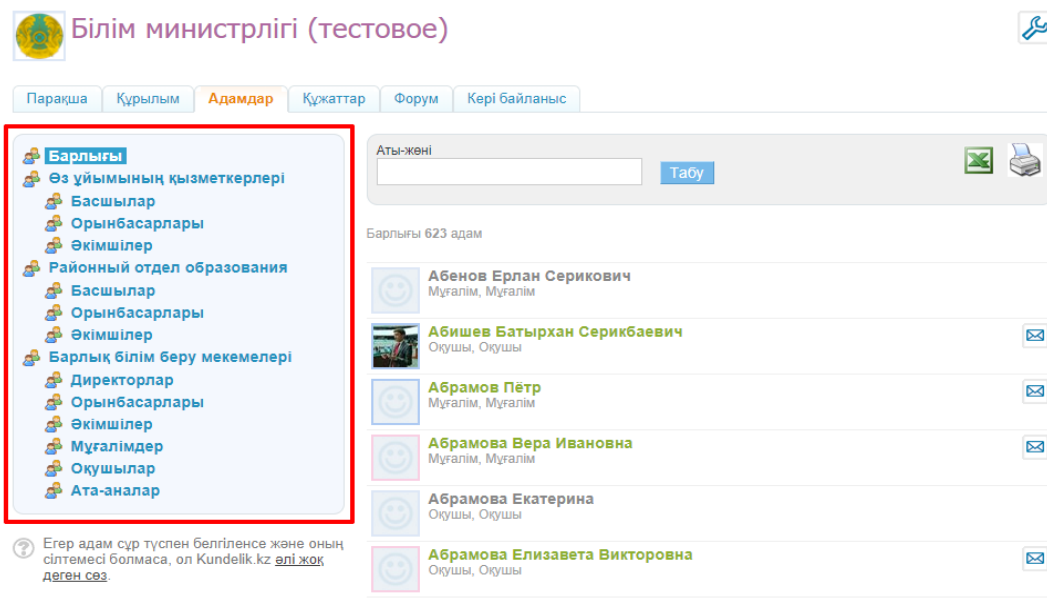 Білім министрлігі (тестовое)
Парақша Құрылым Адамдар Құжаттар Форум Кері байланыс
Барлығы
Өз ұйымының қызметкерлері
Басшылар
Орынбасарлары
Әкімшілер
Районный отдел образования
Басшылар
Орынбасарлары
Әкімшілер
Барлық білім беру мекемелері
Директорлар
Орынбасарлары
Әкімшілер
Мұғалімдер
Оқушылар
Ата-аналар
Егер адам сұр түспен белгіленсе және оның
сілтемесі болмаса, ол Kundelik.kz әлі жоқ
деген сөз.
Аты-жөні
Табу
Барлығы 623 адам
Абенов Ерлан Серикович
Мұғалім, Мұғалім
Абишев Батырхан Серикбаевич
Оқушы, Оқушы
Абрамов Пётр
Мұғалім, Мұғалім
Абрамова Вера Ивановна
Мұғалім, Мұғалім
Абрамова Екатерина
Оқушы, Оқушы
Абрамова Елизавета Викторовна
Оқушы, Оқушы